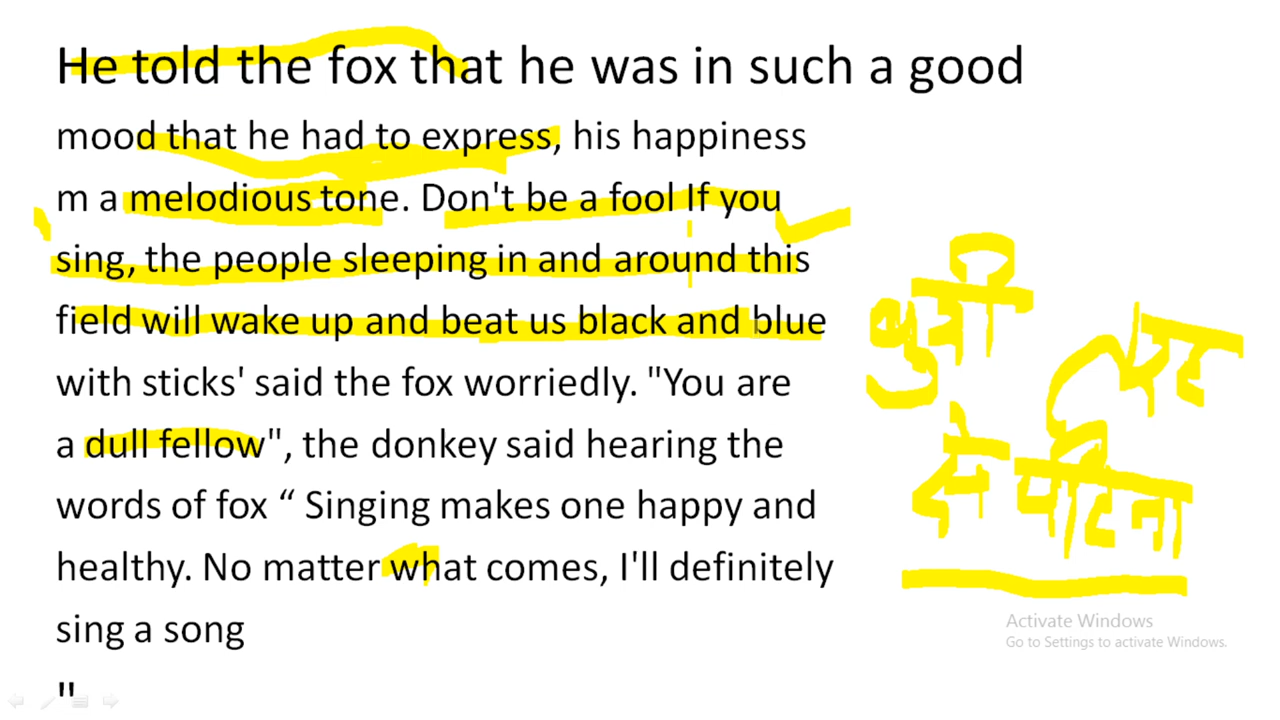 He told the fox that he was in such a good
mood that he had to express, his happiness
m a melodious tone. Don't be a fool If you
sing, the people sleeping in and around this
field will wake up and beat us black and blue
with sticks' said the fox worriedly. "You are
a dull fellow", the donkey said hearing the
words of fox “ Singing makes one happy and
healthy. No matter what comes, I'll definitely
sing a song
"
से पीटना
Activate Windows
Go to Settings to activate Windows.